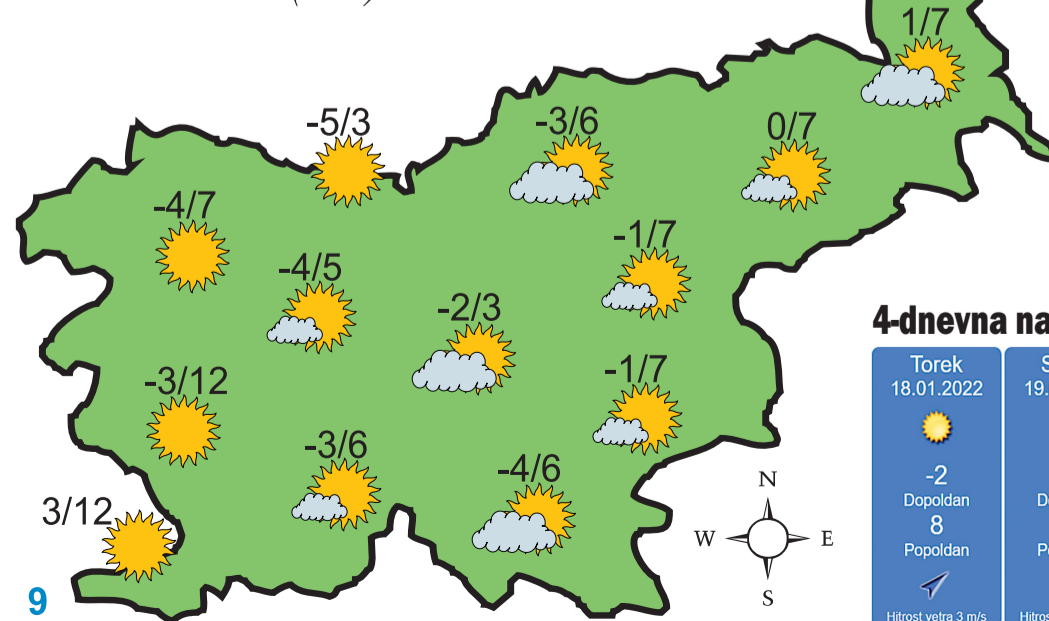 1/7
-5/3
-3/6
0/7
-4/7
-1/7
-4/5
-2/3
-3/12
-1/7
-3/6
-4/6
3/12
N
W
E
S
9
4-dnevna na
Torek
18.01.2022
-2
Dopoldan
8
Popoldan
Hitrost vetra 3 m/s
S
19.
D
P
Hitros